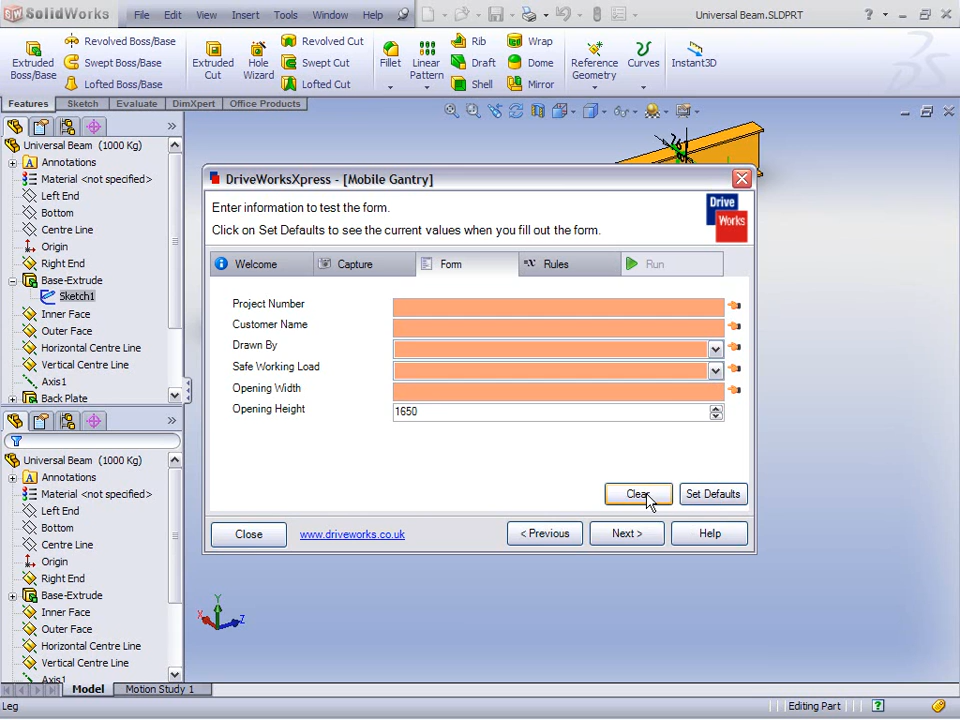 SolidWorks File Edit View Insert Tools Window Help Universal Beam.SLDPRT ?
Extruded Boss/Base
Revolved Boss/Base
Swept Boss/Base
Lofted Boss/Base
Extruded Cut
Hole Wizard
Revolved Cut
Swept Cut
Lofted Cut
Fillet
Linear Pattern
Rib
Draft
Shell
Wrap
Dome
Mirror
Reference Geometry
Curves
Instant3D
Features Sketch Evaluate DimXpert Office Products
Universal Beam (1000 Kg)
Annotations
Material <not specified>
Left End
Bottom
Centre Line
Origin
Right End
Base-Extrude
Sketch1
Inner Face
Outer Face
Horizontal Centre Line
Vertical Centre Line
Axis1
Back Plate
Universal Beam (1000 Kg)
Annotations
Material <not specified>
Left End
Bottom
Centre Line
Origin
Right End
Base-Extrude
Inner Face
Outer Face
Horizontal Centre Line
Vertical Centre Line
Axis1
DriveWorksXpress - [Mobile Gantry]
Enter information to test the form.
Click on Set Defaults to see the current values when you fill out the form.
Drive
Works
Welcome Capture Form Rules Run
Project Number
Customer Name
Drawn By
Safe Working Load
Opening Width
Opening Height 1650
Clear Set Defaults
Close www.driveworks.co.uk < Previous Next > Help
X Y Z
Model Motion Study 1
Leg Editing Part ?